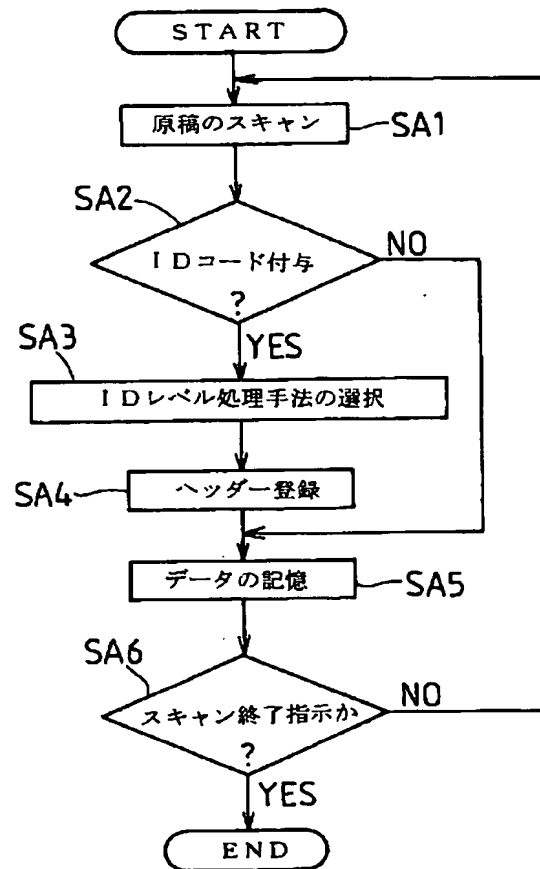 START
原稿のスキャン
SA1
SA2
IDコード付与
?
NO
YES
SA3
IDレベル処理手法の選択
SA4
ヘッダー登録
データの記憶
SA5
SA6
スキャン終了指示か
?
NO
YES
END